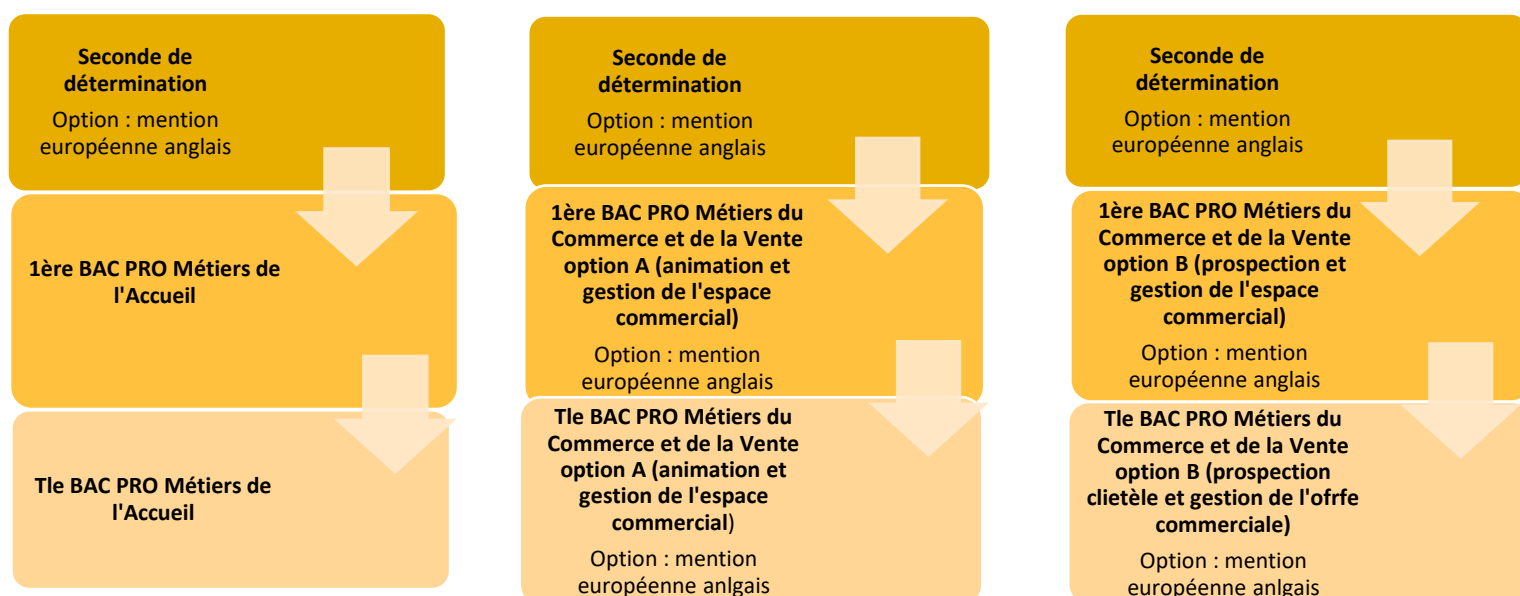 Seconde de
détermination
Option : mention
européenne anglais
1ère BAC PRO Métiers de
l'Accueil
Tle BAC PRO Métiers de
l'Accueil
Seconde de
détermination
Option : mention
européenne anglais
1ère BAC PRO Métiers du
Commerce et de la Vente
option A (animation et
gestion de l'espace
commercial)
Option : mention
européenne anglais
Tle BAC PRO Métiers du
Commerce et de la Vente
option A (animation et
gestion de l'espace
commercial)
Option : mention
européenne anlgais
Seconde de
détermination
Option : mention
européenne anglais
1ère BAC PRO Métiers du
Commerce et de la Vente
option B (prospection et
gestion de l'espace
commercial)
Option : mention
européenne anglais
Tle BAC PRO Métiers du
Commerce et de la Vente
option B (prospection
clietèle et gestion de l'ofrfe
commerciale)
Option : mention
européenne anlgais